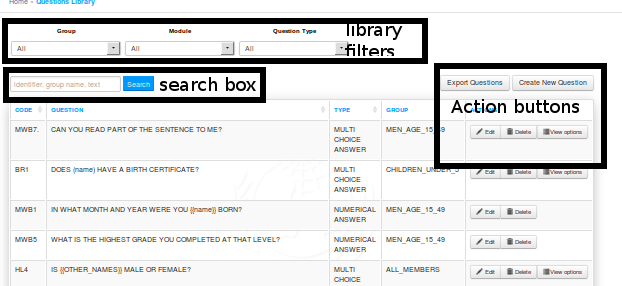 Home - Questions Library
Group Module Question Type
library
All All All
filters
identifier, group name, text Search search box
Export Questions Create New Question
Action buttons
CODE QUESTION TYPE GROUP
MWB7. CAN YOU READ PART OF THE SENTENCE TO ME? MULTI CHOICE ANSWER MEN_AGE_15_49 Edit Delete View options
BR1 DOES (name) HAVE A BIRTH CERTIFICATE? MULTI CHOICE ANSWER CHILDREN_UNDER_5 Edit Delete View options
MWB1 IN WHAT MONTH AND YEAR WERE YOU {{name}} BORN? NUMERICAL ANSWER MEN_AGE_15_49 Edit Delete
MWB5 WHAT IS THE HIGHEST GRADE YOU COMPLETED AT THAT LEVEL? NUMERICAL ANSWER MEN_AGE_15_49 Edit Delete
HL4 IS {{OTHER_NAMES}} MALE OR FEMALE? MULTI CHOICE ALL_MEMBERS Edit Delete View options